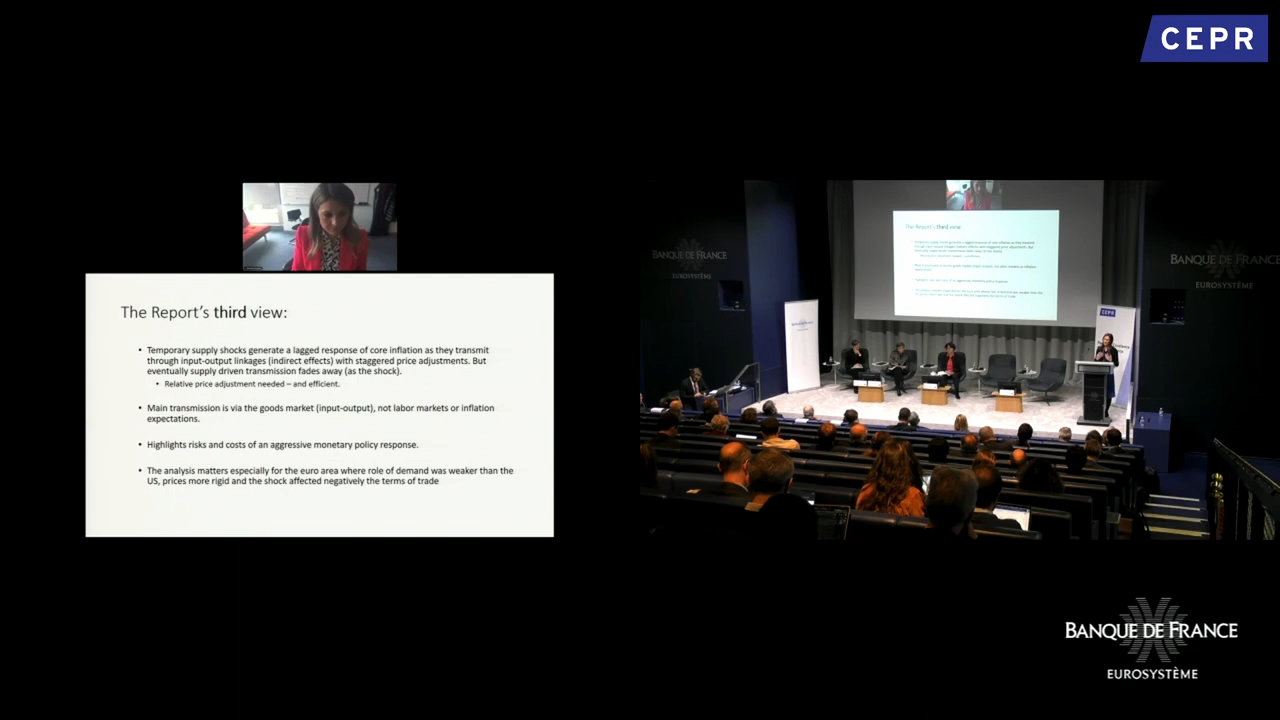 CEPR
The Report's third view:
• Temporary supply shocks generate a lagged response of core inflation as they transmit
through input-output linkages (indirect effects) with staggered price adjustments. But
eventually supply driven transmission fades away (as the shock).
• Relative price adjustment needed – and efficient.
• Main transmission is via the goods market (input-output), not labor markets or inflation
expectations.
• Highlights risks and costs of an aggressive monetary policy response.
• The analysis matters especially for the euro area where role of demand was weaker than the
US, prices more rigid and the shock affected negatively the terms of trade
The Report's third view:
BANQUE DE FRANCE
EUROSYSTÈME
BANQUE DE FRANCE
EUROSYSTÈME
CEPR
BANQUE DE FRANCE
EUROSYSTÈME